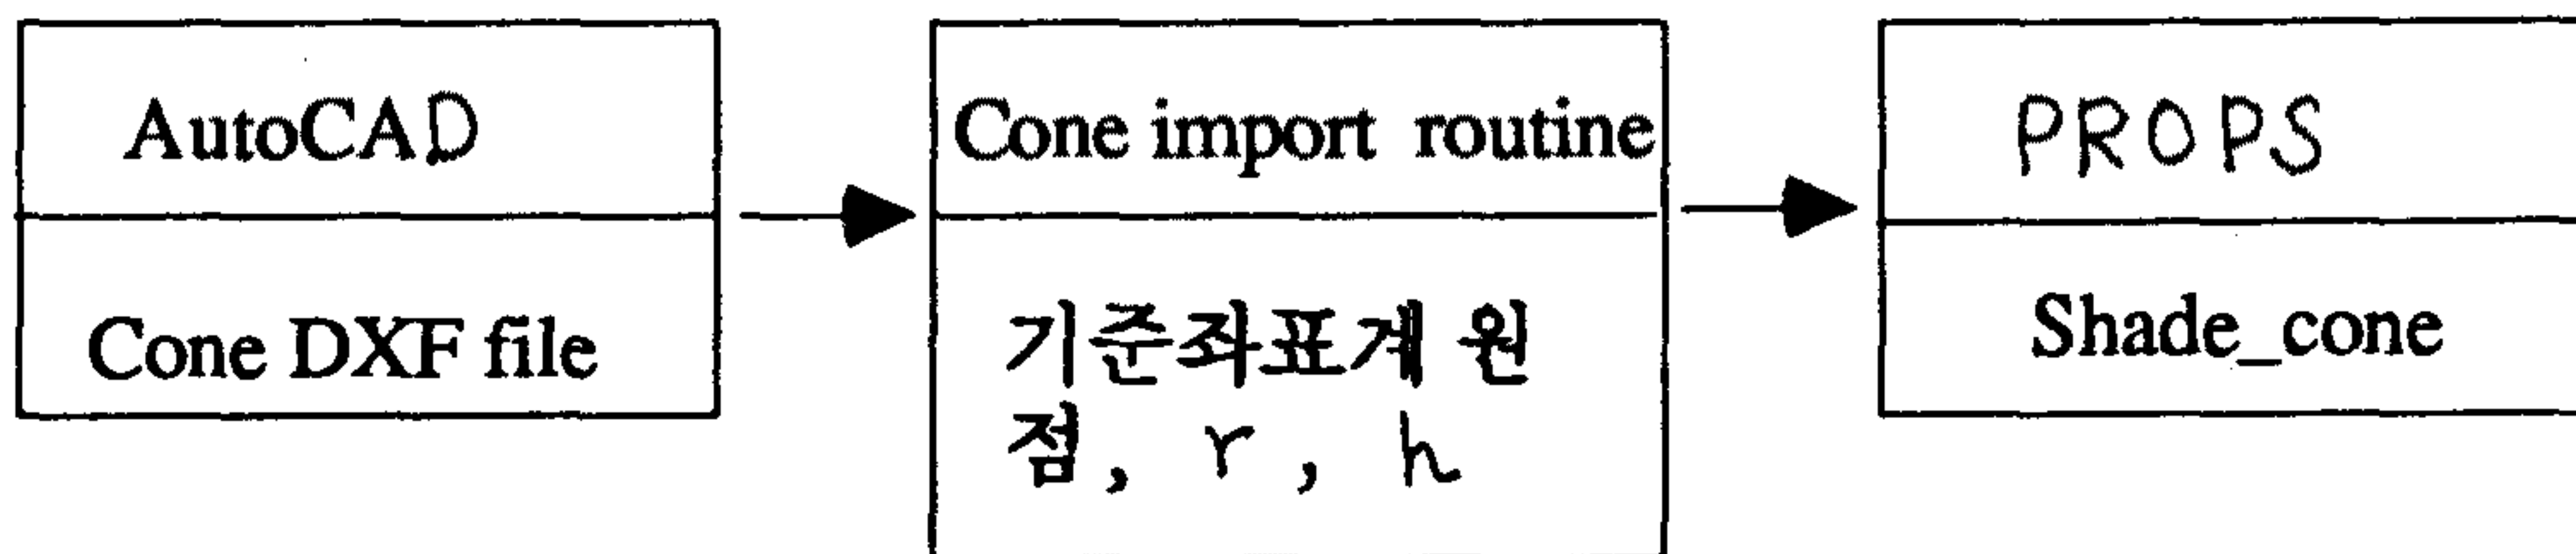 AutoCAD
Cone DXF file
Cone import routine
기준좌표계 원
점, r, h
PROPS
Shade_cone